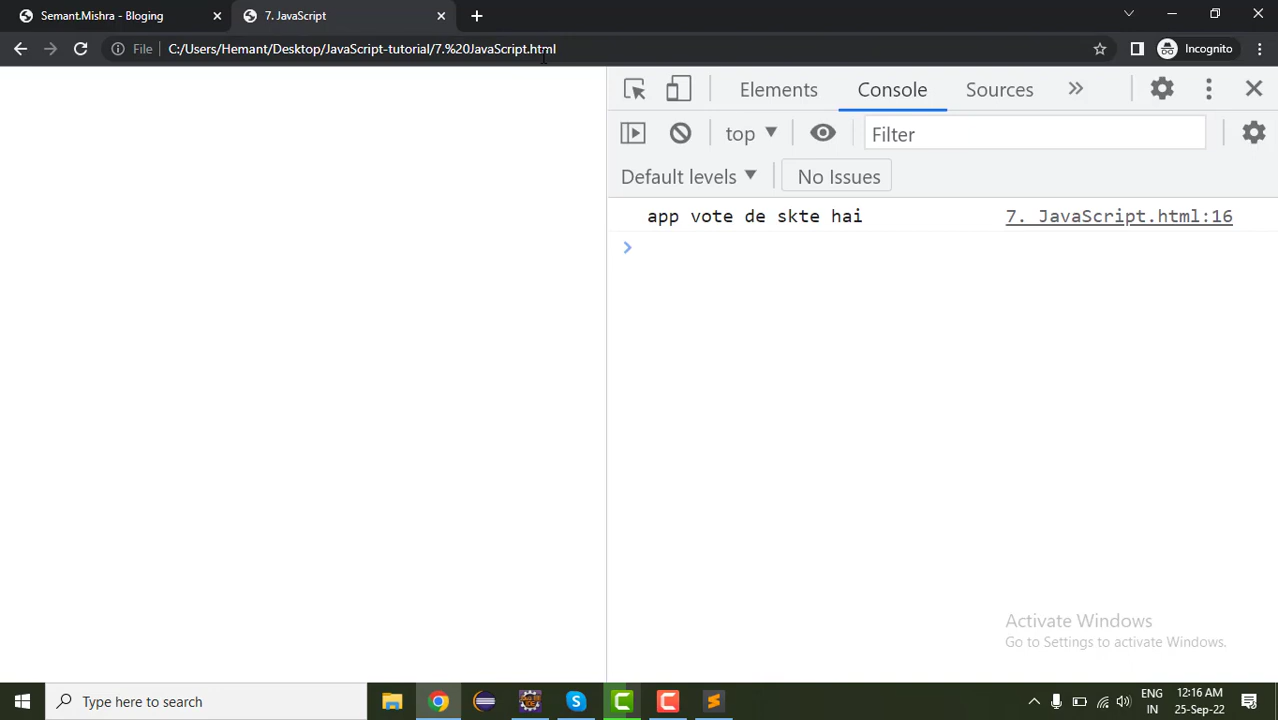 Semant.Mishra - Bloging
7. JavaScript
File
C:/Users/Hemant/Desktop/JavaScript-tutorial/7.%20JavaScript.html
Incognito
Elements Console Sources
top Filter
Default levels No Issues
app vote de skte hai 7. JavaScript.html:16
Activate Windows
Go to Settings to activate Windows.
Type here to search
ENG
IN
12:16 AM
25-Sep-22